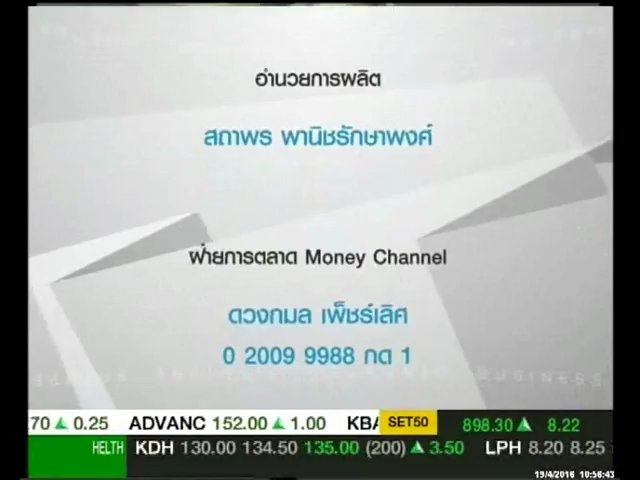 อำนวยการผลิต
สถาพร พานิชรักษาพงศ์
ฝ่ายการตลาด Money Channel
ดวงกมล เพ็ชร์เลิศ
0 2009 9988 กด 1
BUSINESS
70 ▲ 0.25 ADVANC 152.00 ▲ 1.00 KBA SET50 898.30 ▲ 8.22
HELTH KDH 130.00 134.50 135.00 (200) ▲ 3.50 LPH 8.20 8.25
19/4/2016 10:56:43